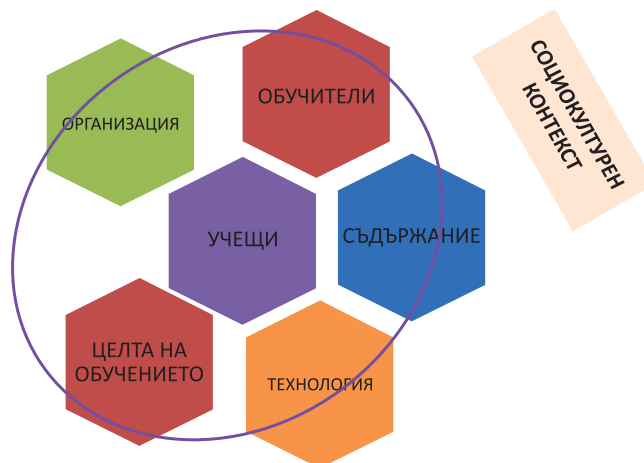 ОБУЧИТЕЛИ
ОРГАНИЗАЦИЯ
СОЦИОКУЛТУРЕН
КОНТЕКСТ
УЧЕЩИ
СЪДЪРЖАНИЕ
ЦЕЛТА НА
ОБУЧЕНИЕТО
ТЕХНОЛОГИЯ